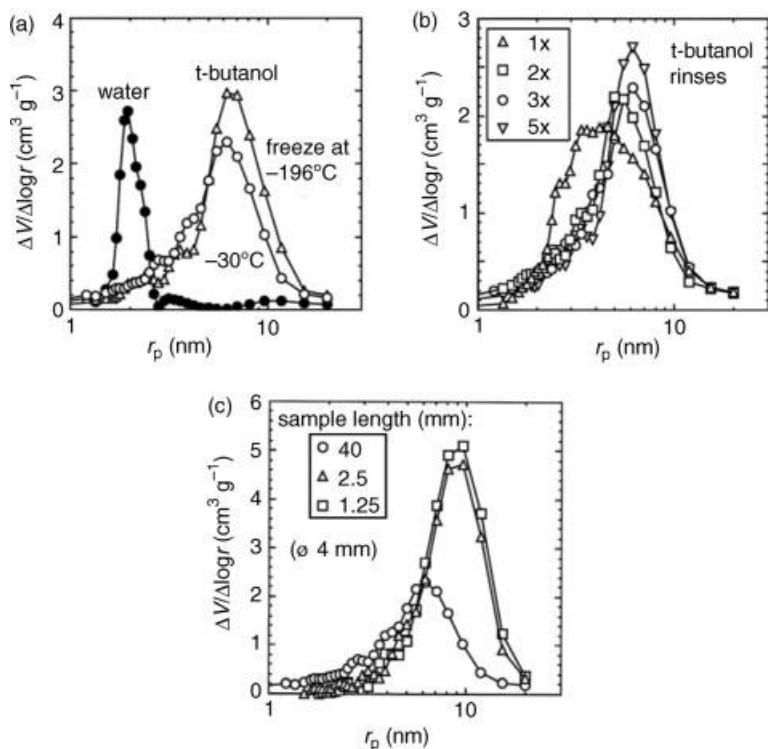 (a)
ΔV/Δlogr (cm³ g⁻¹)
4
3
2
1
0
water
t-butanol
freeze at
–196°C
–30°C
1
10
rₚ (nm)
(b)
ΔV/Δlogr (cm³ g⁻¹)
3
2
1
0
1x
2x
3x
5x
t-butanol
rinses
1
10
rₚ (nm)
(c)
ΔV/Δlogr (cm³ g⁻¹)
6
5
4
3
2
1
0
sample length (mm):
40
2.5
1.25
(ø 4 mm)
1
10
rₚ (nm)